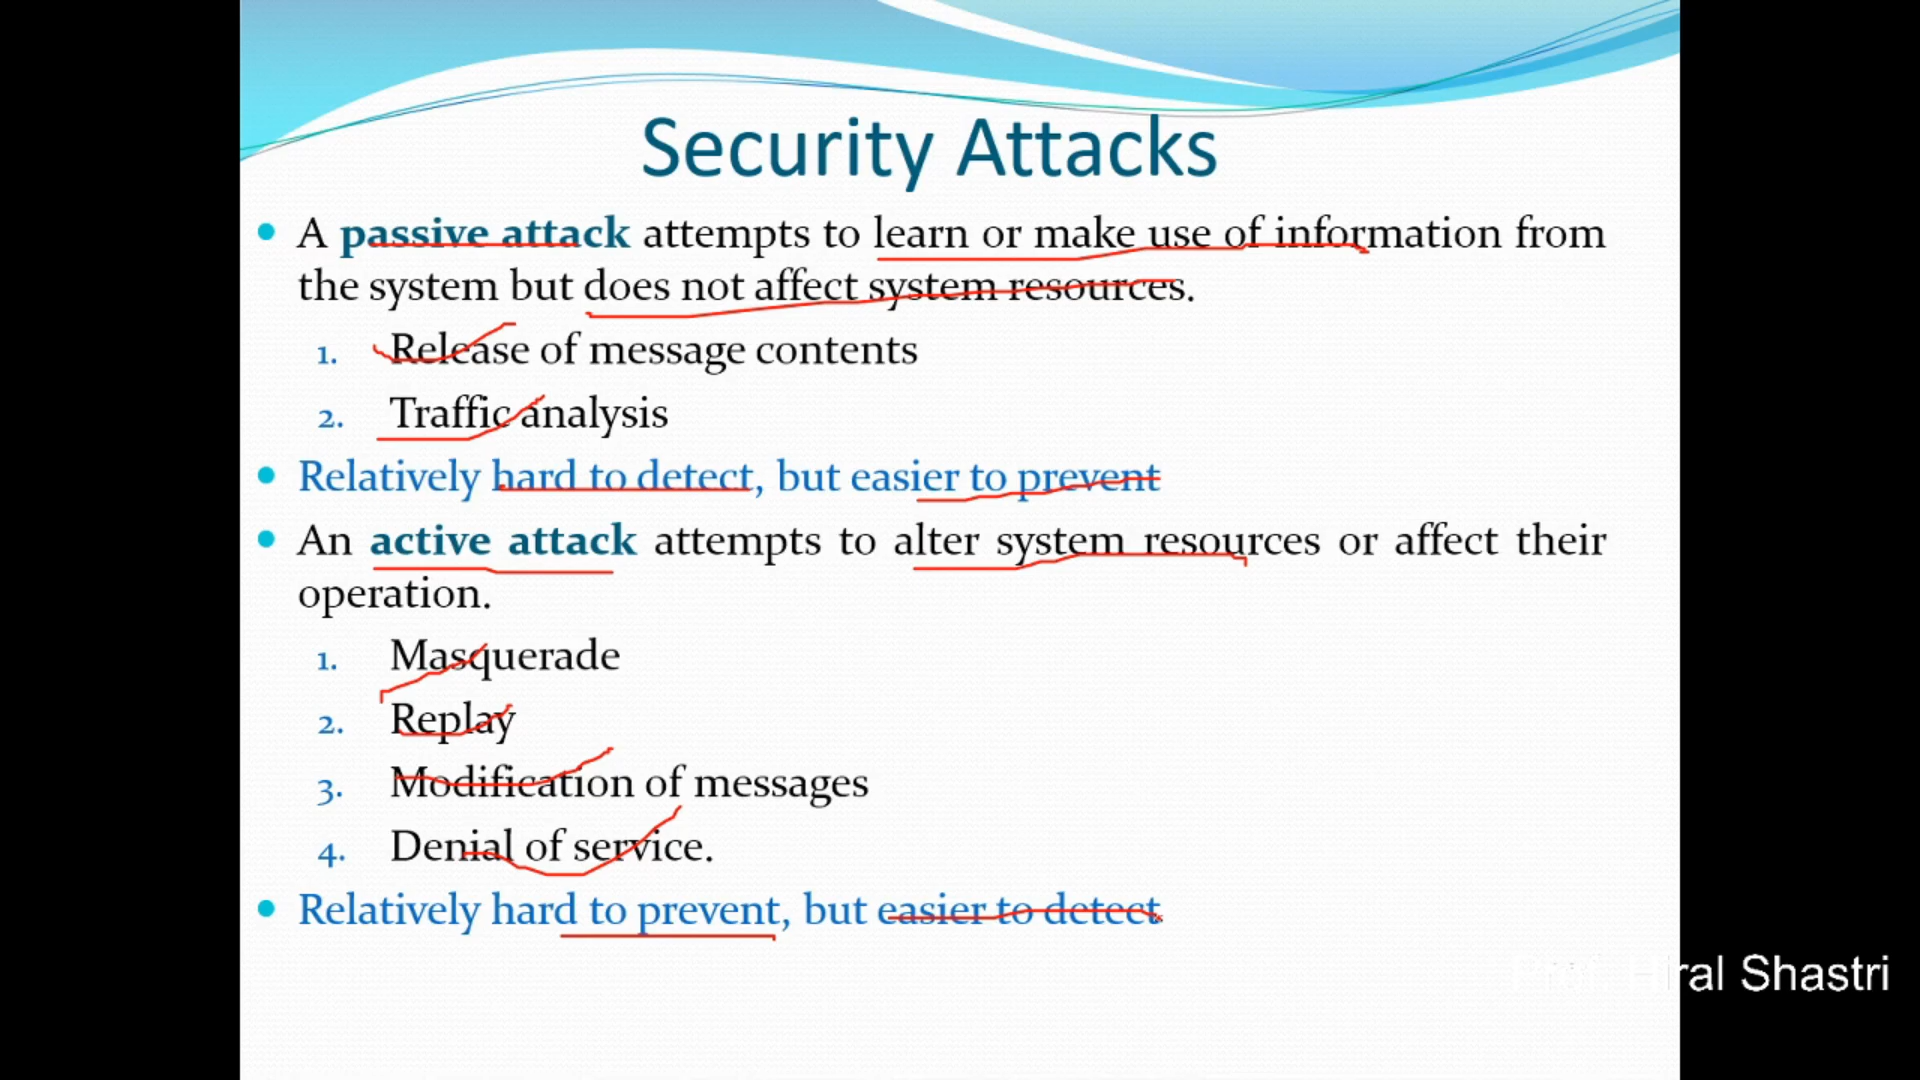 Security Attacks
• A passive attack attempts to learn or make use of information from
the system but does not affect system resources.
1. Release of message contents
2. Traffic analysis
• Relatively hard to detect, but easier to prevent
• An active attack attempts to alter system resources or affect their
operation.
1. Masquerade
2. Replay
3. Modification of messages
4. Denial of service.
• Relatively hard to prevent, but easier to detect
Prof. Hiral Shastri